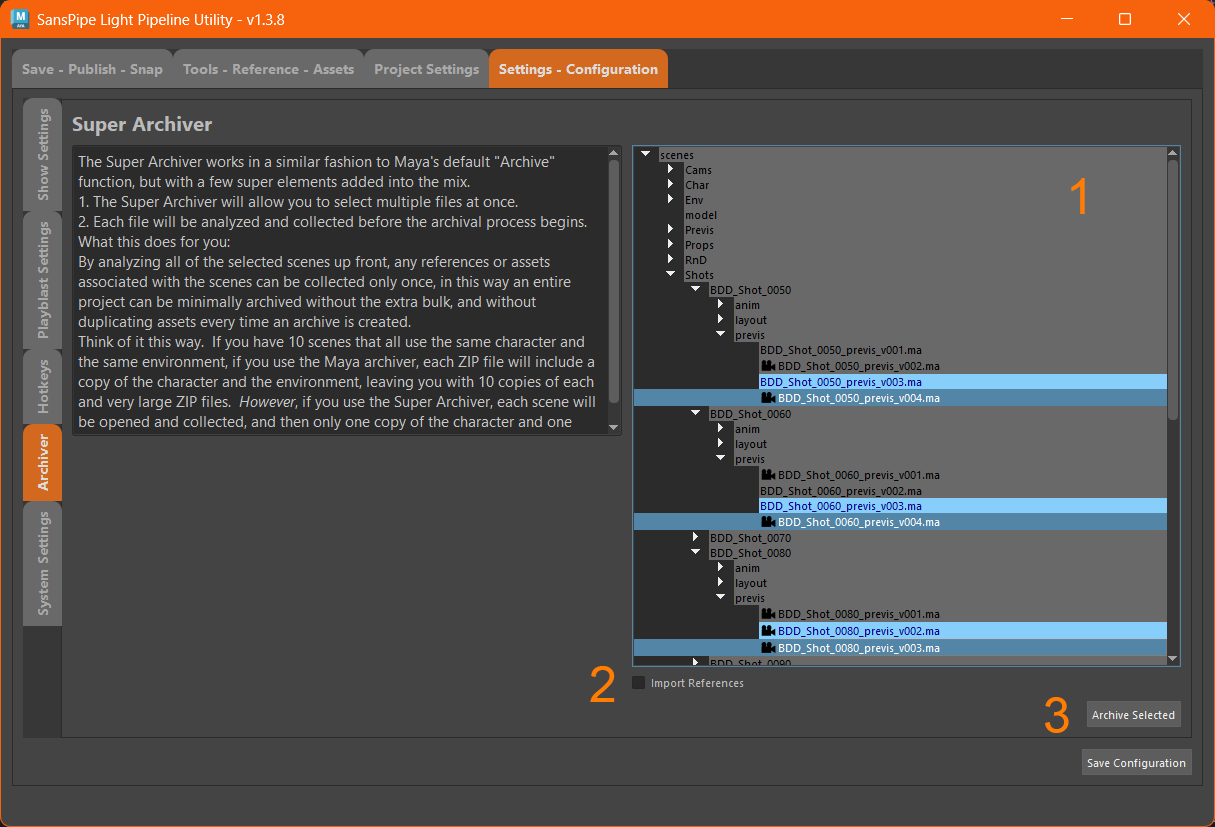 SansPipe Light Pipeline Utility - v1.3.8
Save - Publish - Snap
Tools - Reference - Assets
Project Settings
Settings - Configuration
Show Settings
Playblast Settings
Hotkeys
Archiver
System Settings
Super Archiver
The Super Archiver works in a similar fashion to Maya's default "Archive"
function, but with a few super elements added into the mix.
1. The Super Archiver will allow you to select multiple files at once.
2. Each file will be analyzed and collected before the archival process begins.
What this does for you:
By analyzing all of the selected scenes up front, any references or assets
associated with the scenes can be collected only once, in this way an entire
project can be minimally archived without the extra bulk, and without
duplicating assets every time an archive is created.
Think of it this way.  If you have 10 scenes that all use the same character and
the same environment, if you use the Maya archiver, each ZIP file will include a
copy of the character and the environment, leaving you with 10 copies of each
and very large ZIP files.  However, if you use the Super Archiver, each scene will
be opened and collected, and then only one copy of the character and one
1
scenes
Cams
Char
Env
model
Previs
Props
RnD
Shots
BDD_Shot_0050
anim
layout
previs
BDD_Shot_0050_previs_v001.ma
BDD_Shot_0050_previs_v002.ma
BDD_Shot_0050_previs_v003.ma
BDD_Shot_0050_previs_v004.ma
BDD_Shot_0060
anim
layout
previs
BDD_Shot_0060_previs_v001.ma
BDD_Shot_0060_previs_v002.ma
BDD_Shot_0060_previs_v003.ma
BDD_Shot_0060_previs_v004.ma
BDD_Shot_0070
BDD_Shot_0080
anim
layout
previs
BDD_Shot_0080_previs_v001.ma
BDD_Shot_0080_previs_v002.ma
BDD_Shot_0080_previs_v003.ma
BDD_Shot_0090
2
Import References
3
Archive Selected
Save Configuration